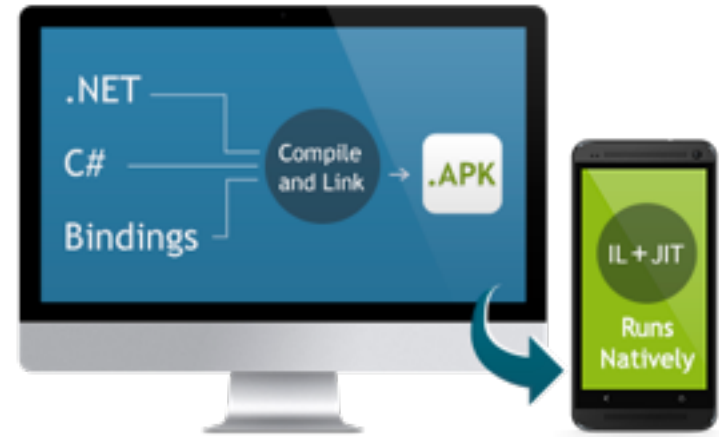 .NET
C#
Bindings
Compile
and Link
.APK
IL+JIT
Runs
Natively